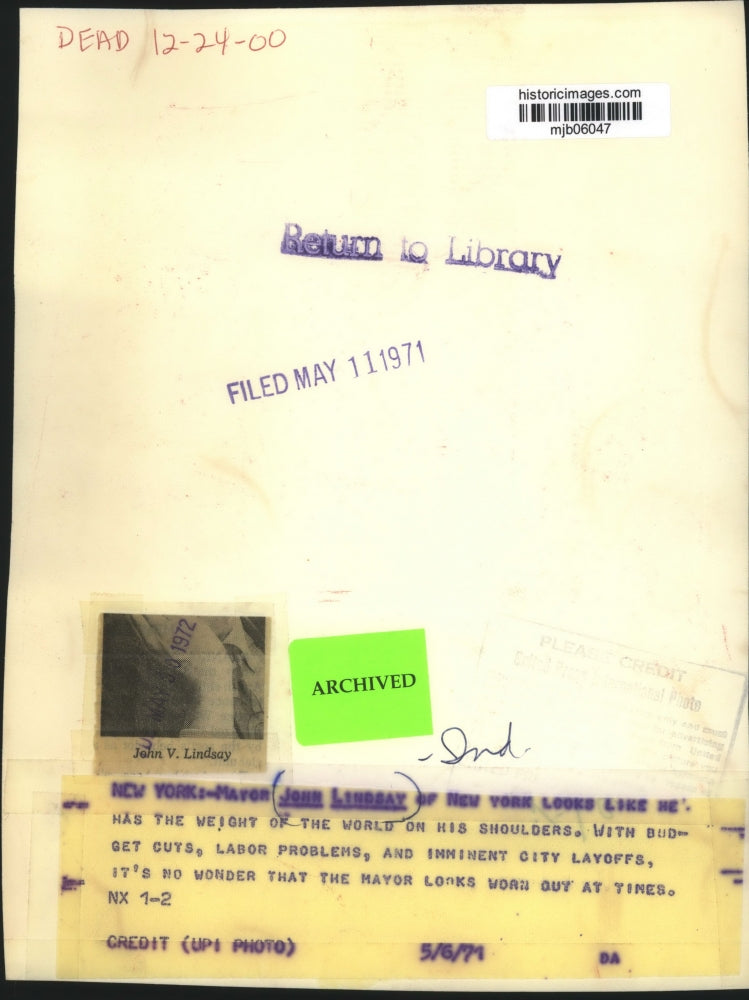 DEAD 12-24-00
historicimages.com
mjb06047
Return to Library
FILED MAY 11 1971
1972
John V. Lindsay
ARCHIVED
PLEASE CREDIT
United Press International Photo
NEW YORK:-MAYOR JOHN LINDSAY OF NEW YORK LOOKS LIKE HE
HAS THE WEIGHT OF THE WORLD ON HIS SHOULDERS. WITH BUD-
GET CUTS, LABOR PROBLEMS, AND IMMINENT CITY LAYOFFS,
IT'S NO WONDER THAT THE MAYOR LOOKS WORN OUT AT TIMES.
NX 1-2
CREDIT (UPI PHOTO) 5/6/71 DA